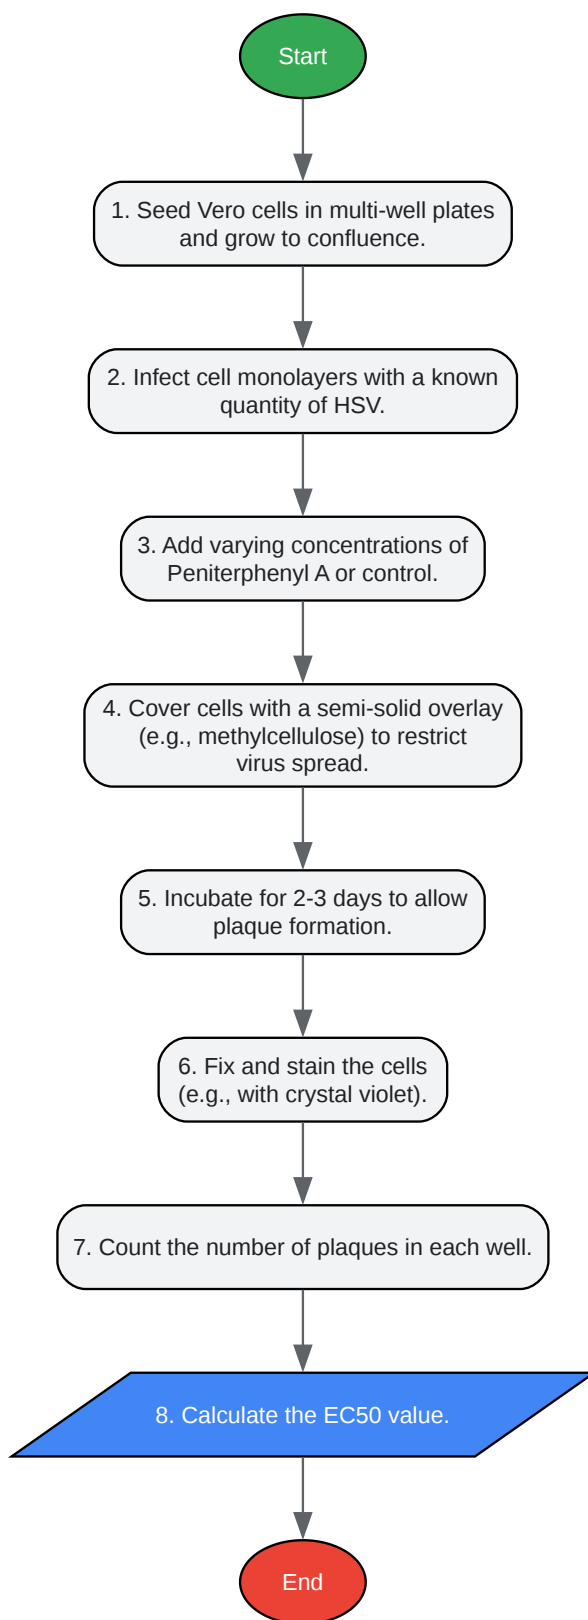 Start
1. Seed Vero cells in multi-well plates
and grow to confluence.
2. Infect cell monolayers with a known
quantity of HSV.
3. Add varying concentrations of
Peniterphenyl A or control.
4. Cover cells with a semi-solid overlay
(e.g., methylcellulose) to restrict
virus spread.
5. Incubate for 2-3 days to allow
plaque formation.
6. Fix and stain the cells
(e.g., with crystal violet).
7. Count the number of plaques in each well.
8. Calculate the EC50 value.
End